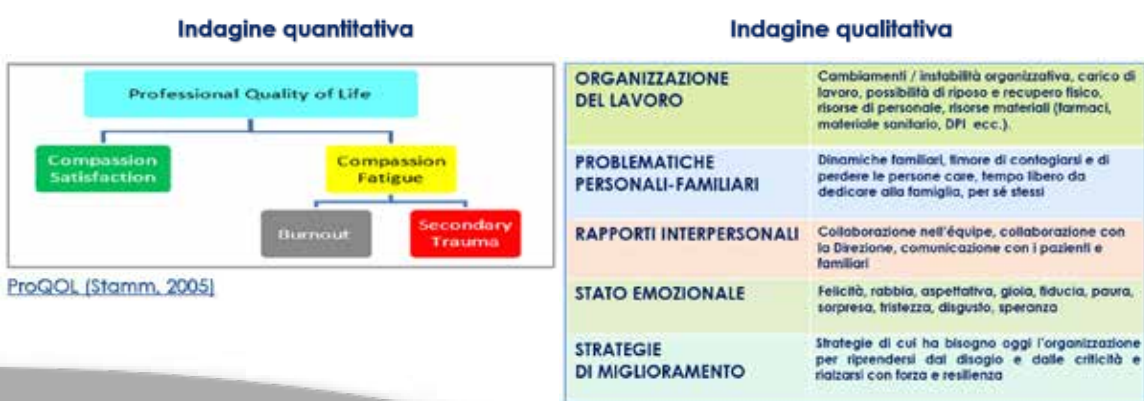 Indagine quantitativa
Professional Quality of Life
Compassion
Satisfaction
Compassion
Fatigue
Burnout
Secondary
Trauma
ProQOL (Stamm, 2005)
Indagine qualitativa
ORGANIZZAZIONE
DEL LAVORO
Cambiamenti / instabilità organizzativa, carico di
lavoro, possibilità di riposo e recupero fisico,
risorse di personale, risorse materiali (farmaci,
materiale sanitario, DPI ecc.).
PROBLEMATICHE
PERSONALI-FAMILIARI
Dinamiche familiari, timore di contagiarsi e di
perdere le persone care, tempo libero da
dedicare alla famiglia, per sé stessi
RAPPORTI INTERPERSONALI
Collaborazione nell'équipe, collaborazione con
la Direzione, comunicazione con i pazienti e
familiari
STATO EMOZIONALE
Felicità, rabbia, aspettativa, gioia, fiducia, paura,
sorpresa, tristezza, disgusto, speranza
STRATEGIE
DI MIGLIORAMENTO
Strategie di cui ha bisogno oggi l'organizzazione
per riprendersi dal disagio e dalle criticità e
rialzarsi con forza e resilienza